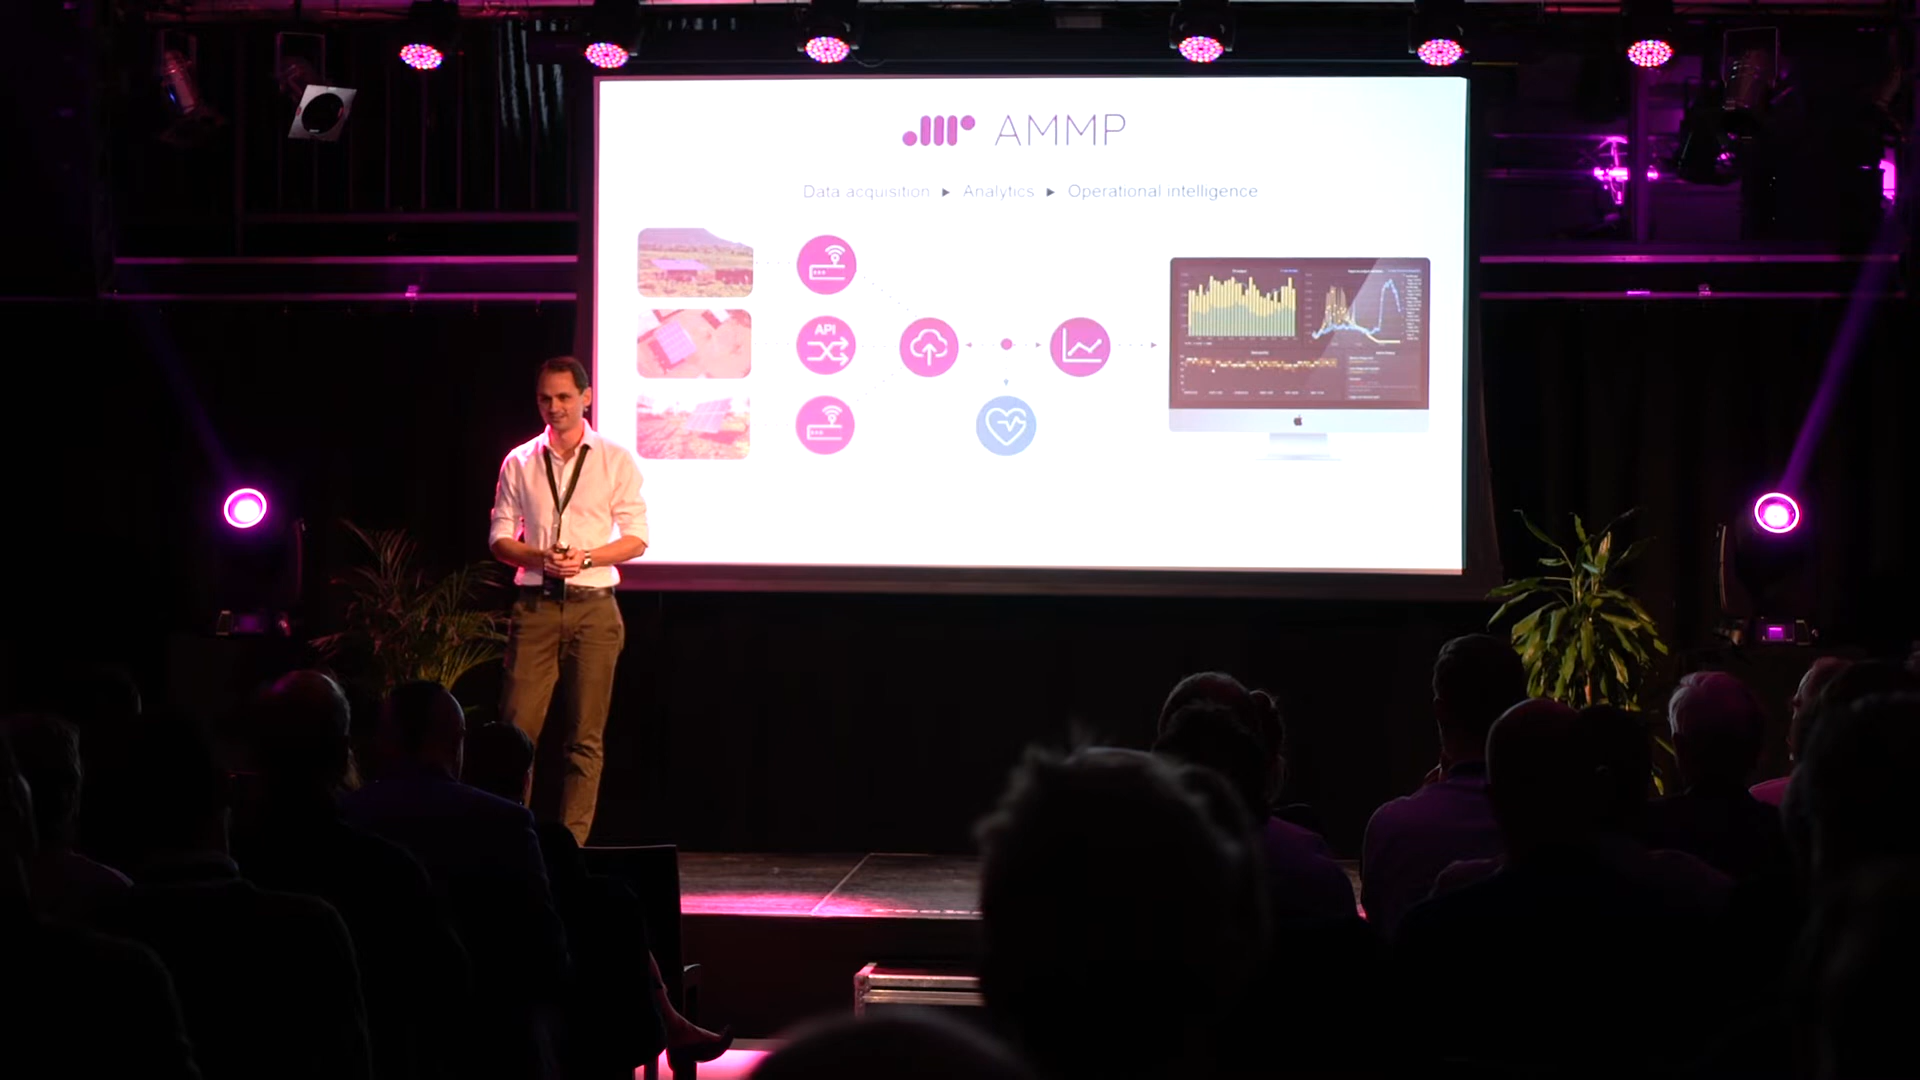 AMMP
Data acquisition ▸ Analytics ▸ Operational intelligence
API